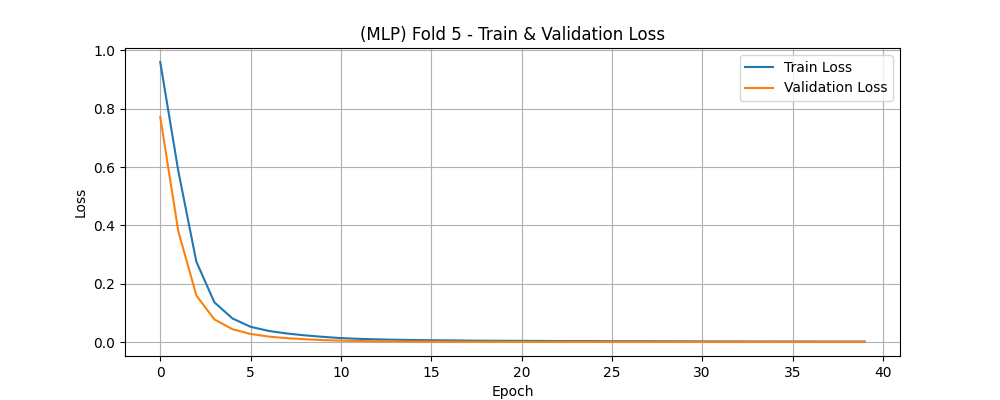 (MLP) Fold 5 - Train & Validation Loss
Train Loss
Validation Loss
Loss
1.0
0.8
0.6
0.4
0.2
0.0
0 5 10 15 20 25 30 35 40
Epoch